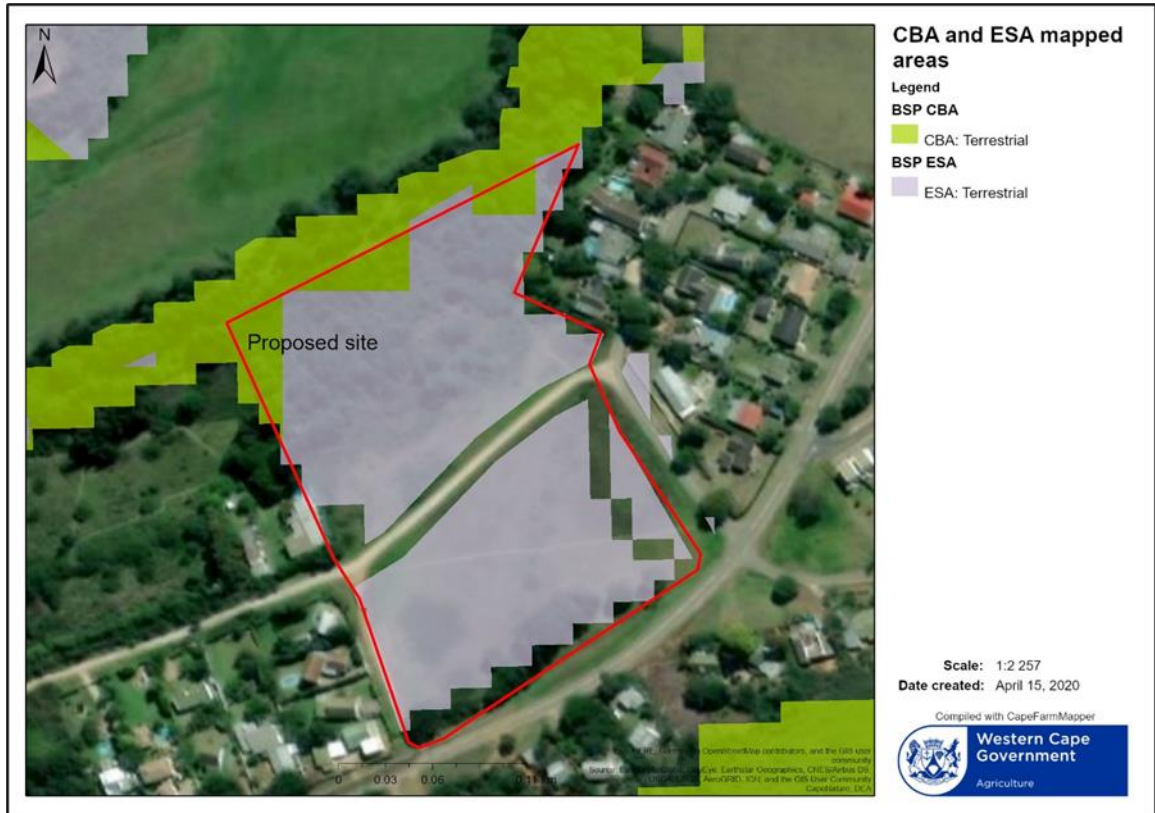 CBA and ESA mapped
areas
Legend
BSP CBA
CBA: Terrestrial
BSP ESA
ESA: Terrestrial
N
Proposed site
Scale: 1:2 257
Date created: April 15, 2020
Compiled with CapeFarmMapper
Western Cape
Government
Agriculture
0 0.03 0.06
OpenStreetMap contributors, and the GIS user
community
Earthstar Geographics, CNES/Airbus DS,
AeroGRID, IGN, and the GIS User Community
CapeNature, DEA